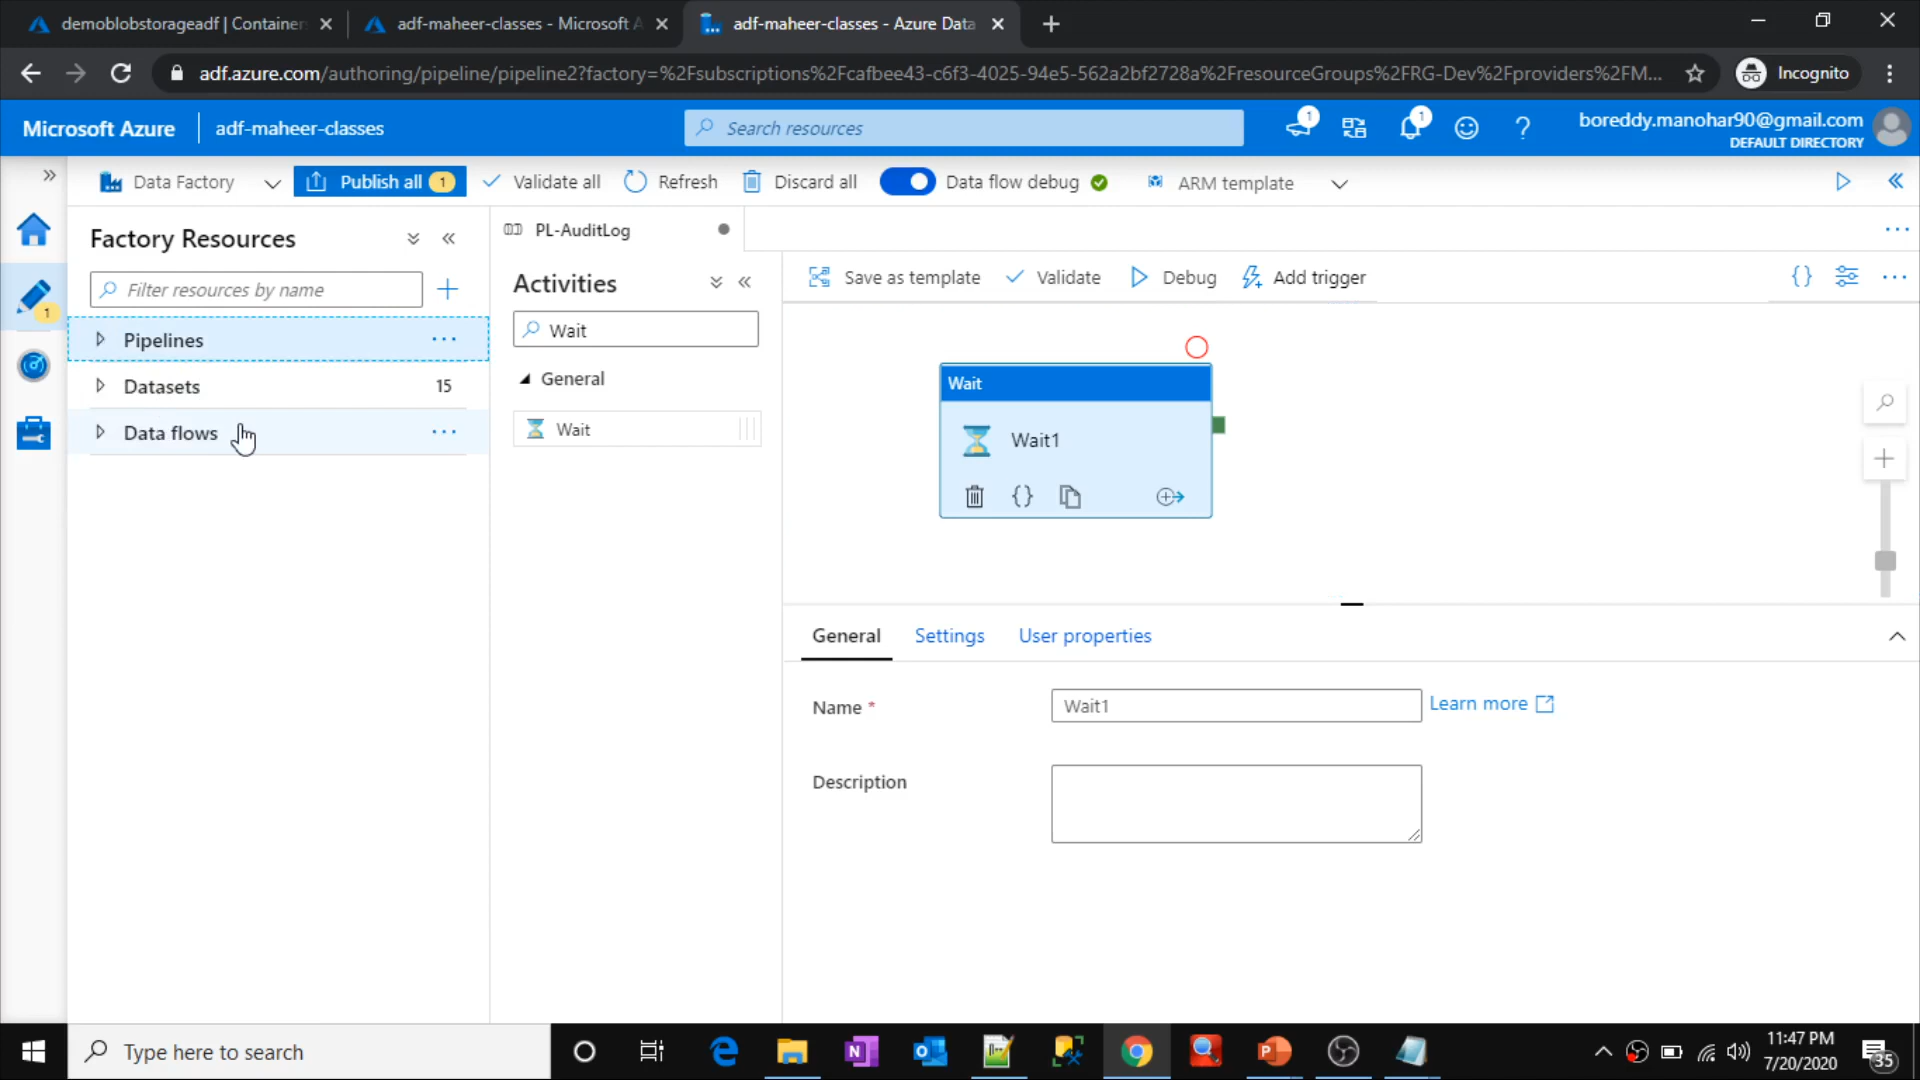 demoblobstorageadf | Container
adf-maheer-classes - Microsoft A
adf-maheer-classes - Azure Data
adf.azure.com/authoring/pipeline/pipeline2?factory=%2Fsubscriptions%2Fcafbee43-c6f3-4025-94e5-562a2bf2728a%2FresourceGroups%2FRG-Dev%2Fproviders%2FM...
Incognito
Microsoft Azure
adf-maheer-classes
Search resources
1
1
?
boreddy.manohar90@gmail.com
DEFAULT DIRECTORY
Data Factory
Publish all 1
Validate all
Refresh
Discard all
Data flow debug
ARM template
Factory Resources
PL-AuditLog
Filter resources by name
1
Pipelines
Datasets 15
Data flows
Activities
Wait
General
Wait
Save as template
Validate
Debug
Add trigger
Wait
Wait1
General
Settings
User properties
Name *
Wait1
Learn more
Description
Type here to search
11:47 PM
7/20/2020
35